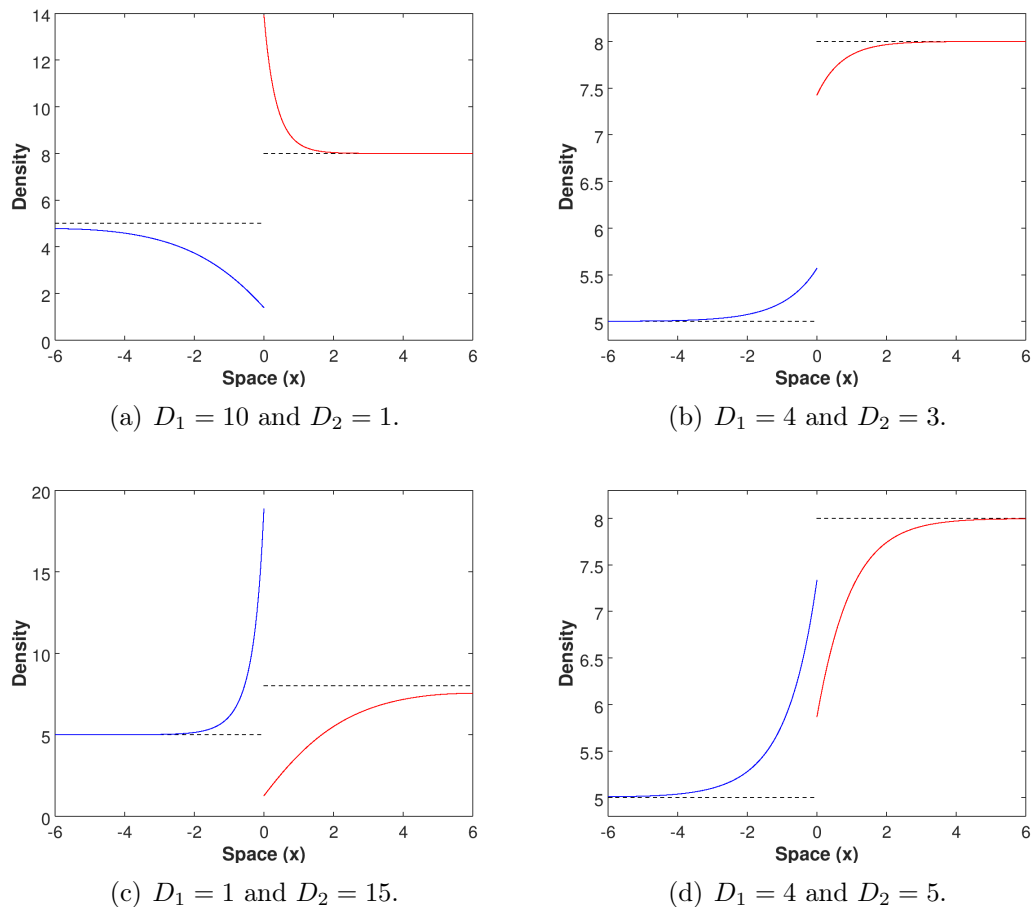 14
12
10
8
6
4
2
0
Density
-6 -4 -2 0 2 4 6
Space (x)
(a) D₁ = 10 and D₂ = 1.
8
7.5
7
6.5
6
5.5
5
Density
-6 -4 -2 0 2 4 6
Space (x)
(b) D₁ = 4 and D₂ = 3.
20
15
10
5
0
Density
-6 -4 -2 0 2 4 6
Space (x)
(c) D₁ = 1 and D₂ = 15.
8
7.5
7
6.5
6
5.5
5
Density
-6 -4 -2 0 2 4 6
Space (x)
(d) D₁ = 4 and D₂ = 5.